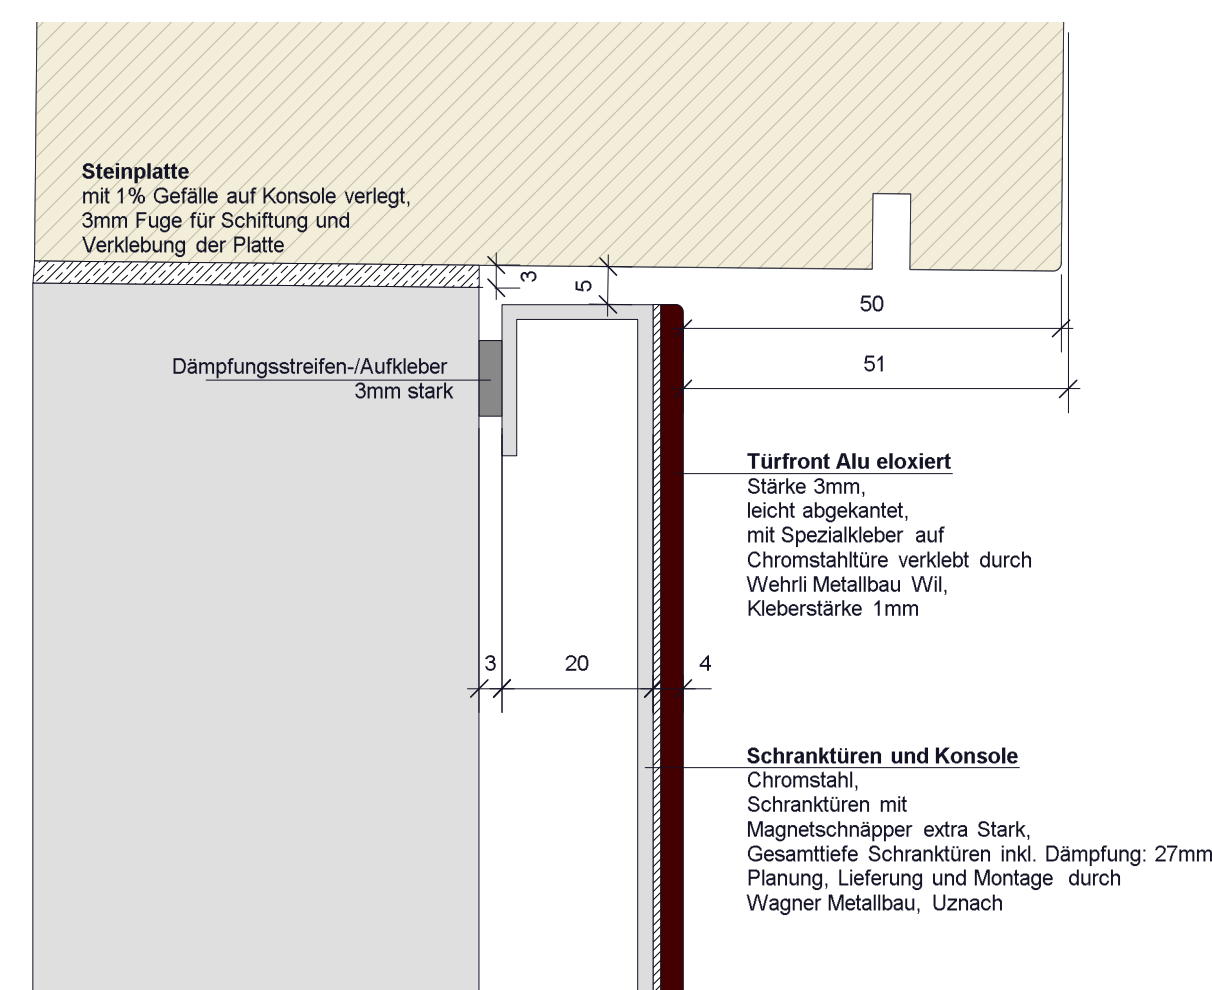 Steinplatte
mit 1% Gefälle auf Konsole verlegt,
3mm Fuge für Schiftung und
Verklebung der Platte
3
5
50
51
Dämpfungsstreifen-/Aufkleber
3mm stark
Türfront Alu eloxiert
Stärke 3mm,
leicht abgekantet,
mit Spezialkleber auf
Chromstahltüre verklebt durch
Wehrli Metallbau Wil,
Kleberstärke 1mm
3
20
4
Schranktüren und Konsole
Chromstahl,
Schranktüren mit
Magnetschnäpper extra Stark,
Gesamttiefe Schranktüren inkl. Dämpfung: 27mm
Planung, Lieferung und Montage durch
Wagner Metallbau, Uznach